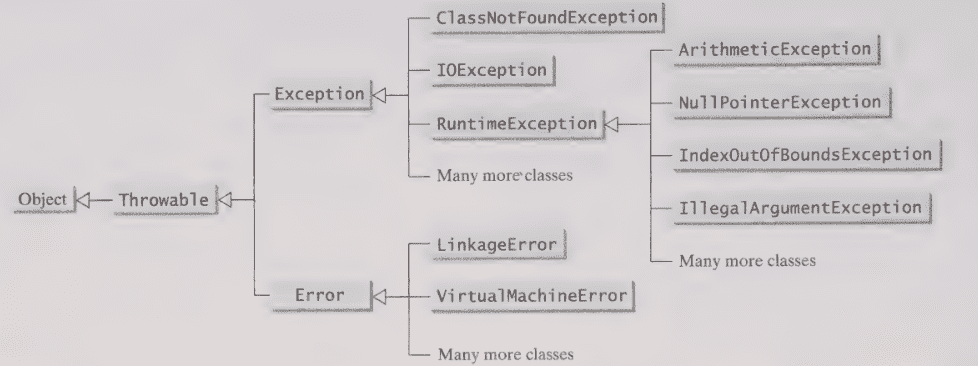 ClassNotFoundException
ArithmeticException
IOException
Exception
NullPointerException
RuntimeException
IndexOutOfBoundsException
Many more classes
Object
Throwable
IllegalArgumentException
LinkageError
Many more classes
Error
VirtualMachineError
Many more classes